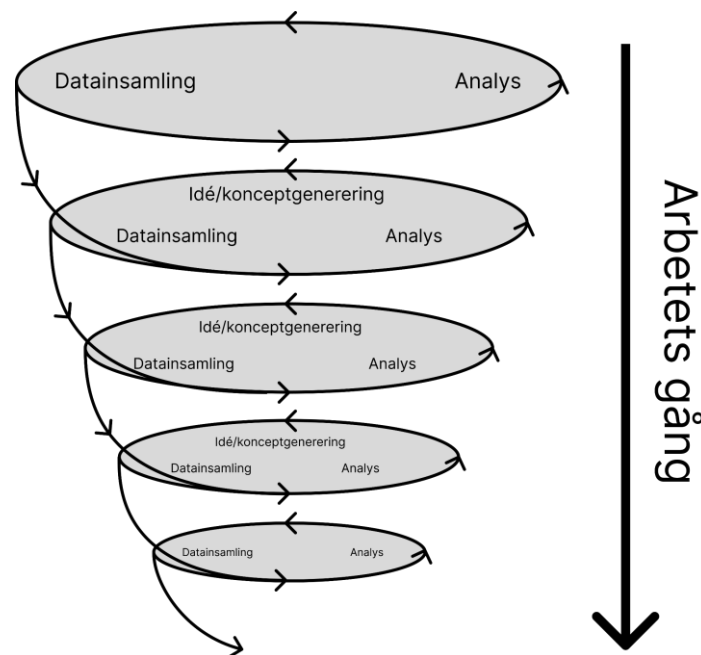 Datainsamling Analys
Idé/konceptgenerering
Datainsamling Analys
Idé/konceptgenerering
Datainsamling Analys
Idé/konceptgenerering
Datainsamling Analys
Datainsamling Analys
Arbetets gång